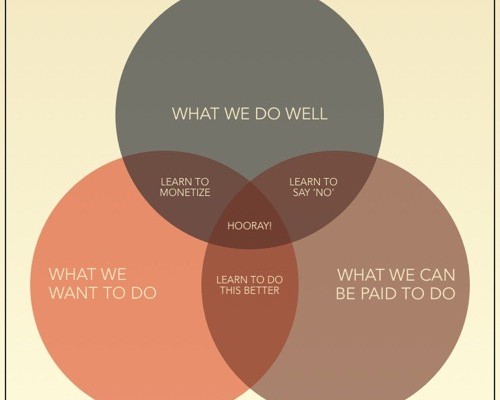 WHAT WE DO WELL
LEARN TO
MONETIZE
LEARN TO
SAY 'NO'
HOORAY!
WHAT WE
WANT TO DO
LEARN TO DO
THIS BETTER
WHAT WE CAN
BE PAID TO DO